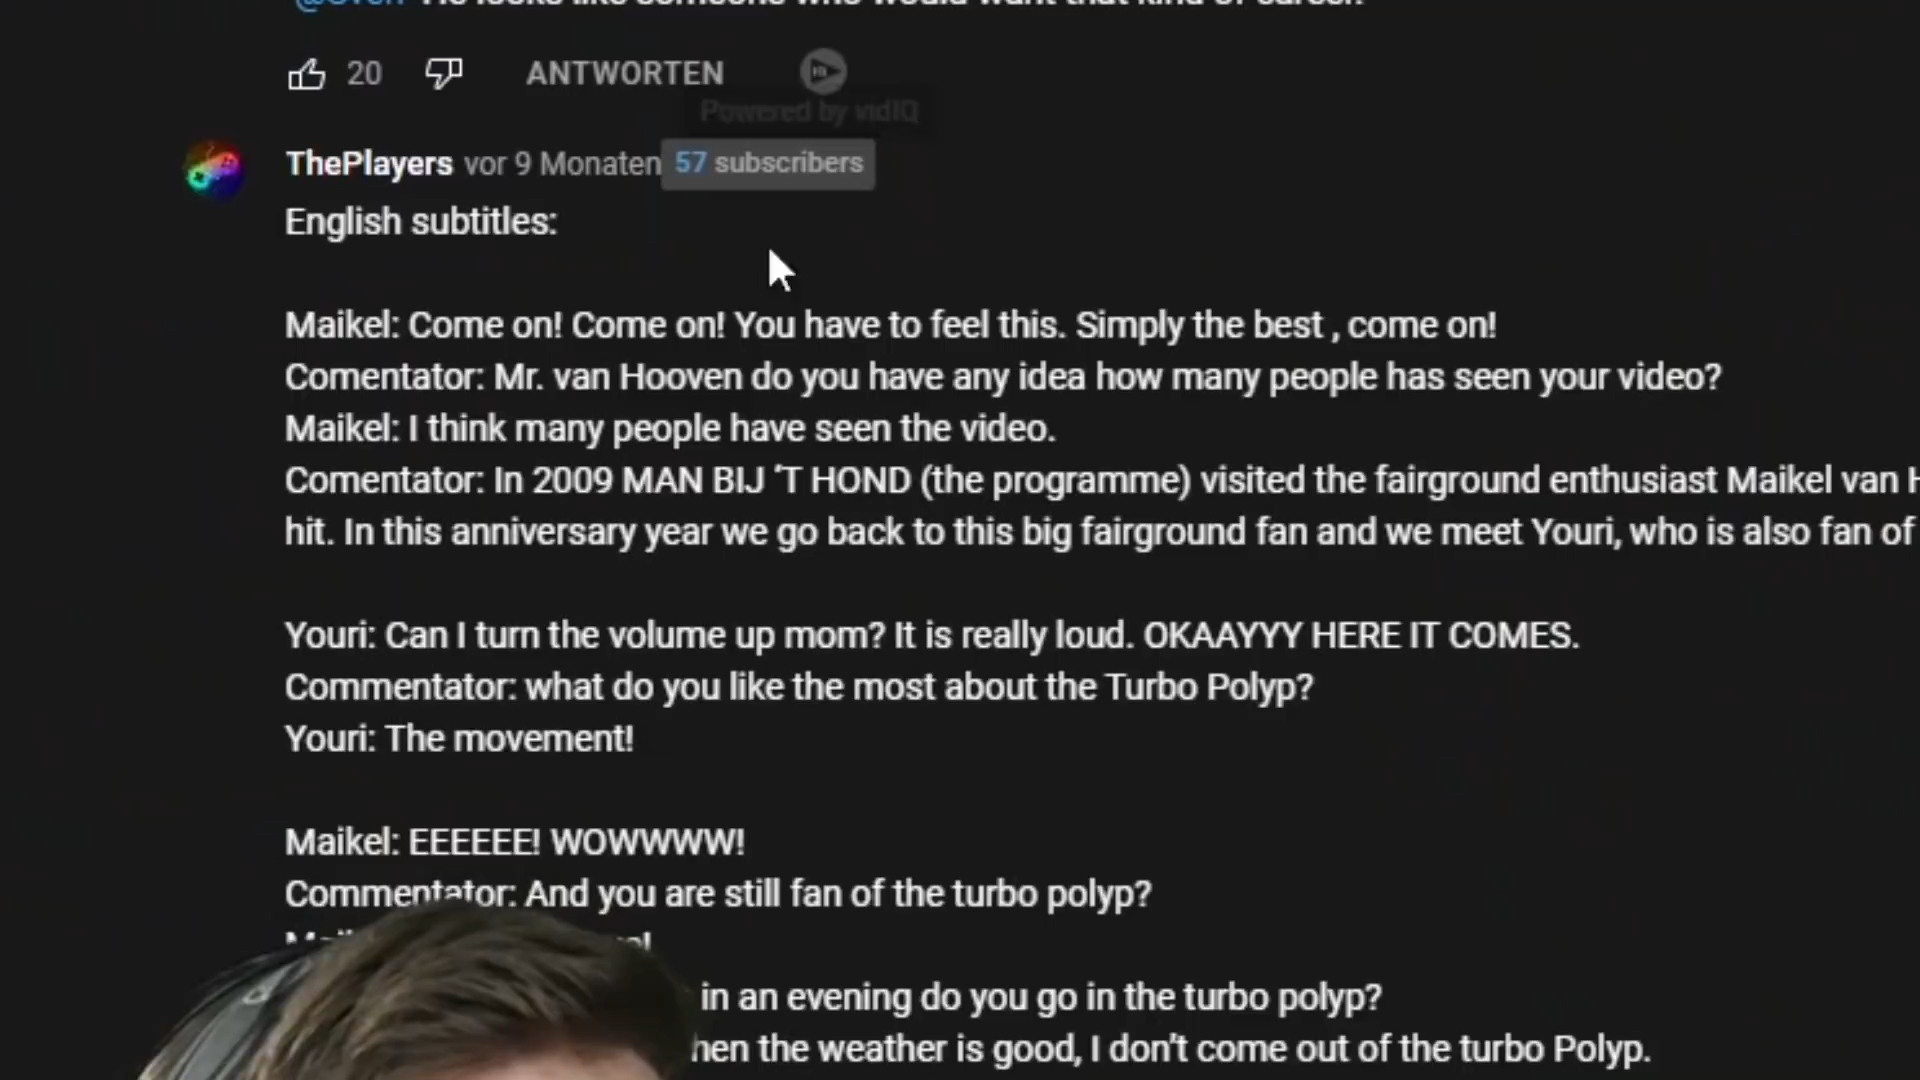 20 ANTWORTEN
Powered by vidIQ
ThePlayers vor 9 Monaten 57 subscribers
English subtitles:
Maikel: Come on! Come on! You have to feel this. Simply the best , come on!
Comentator: Mr. van Hooven do you have any idea how many people has seen your video?
Maikel: I think many people have seen the video.
Comentator: In 2009 MAN BIJ 'T HOND (the programme) visited the fairground enthusiast Maikel van
hit. In this anniversary year we go back to this big fairground fan and we meet Youri, who is also fan of
Youri: Can I turn the volume up mom? It is really loud. OKAAYYY HERE IT COMES.
Commentator: what do you like the most about the Turbo Polyp?
Youri: The movement!
Maikel: EEEEEE! WOWWWW!
Commentator: And you are still fan of the turbo polyp?
in an evening do you go in the turbo polyp?
the weather is good, I don't come out of the turbo Polyp.